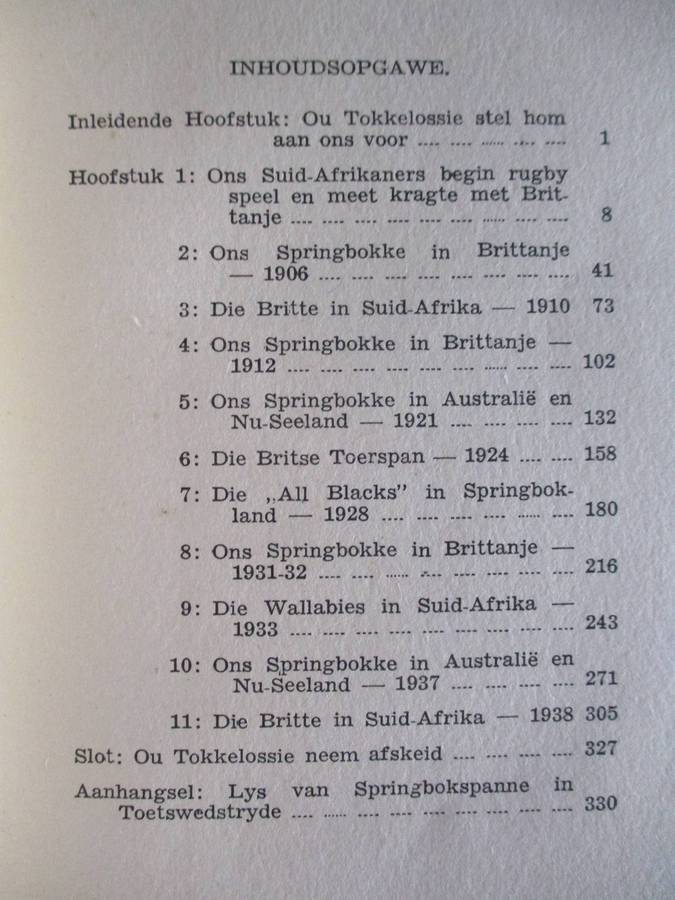 INHOUDSOPGAWE.
Inleidende Hoofstuk: Ou Tokkelossie stel hom
aan ons voor .... .... ...... .... .... 1
Hoofstuk 1: Ons Suid-Afrikaners begin rugby
speel en meet kragte met Brit-
tanje .... .... .... .... .... .... ...... .... .... 8
2: Ons Springbokke in Brittanje
— 1906 .... .... .... .... .... .... .... .... 41
3: Die Britte in Suid-Afrika — 1910 73
4: Ons Springbokke in Brittanje —
1912 .... .... .... .... .... .... ...... .... .... 102
5: Ons Springbokke in Australië en
Nu-Seeland — 1921 .... .... .... .... 132
6: Die Britse Toerspan — 1924 .... .... 158
7: Die „All Blacks” in Springbok-
land — 1928 .... .... .... .... ...... .... 180
8: Ons Springbokke in Brittanje —
1931-32 .... .... ...... .... .... .... .... .... 216
9: Die Wallabies in Suid-Afrika —
1933 .... .... .... .... .... .... .... .... .... 243
10: Ons Springbokke in Australië en
Nu-Seeland — 1937 .... .... .... .... 271
11: Die Britte in Suid-Afrika — 1938 305
Slot: Ou Tokkelossie neem afskeid .... .... .... .... 327
Aanhangsel: Lys van Springbokspanne in
Toetswedstryde .... ...... .... .... .... .... .... .... .... 330